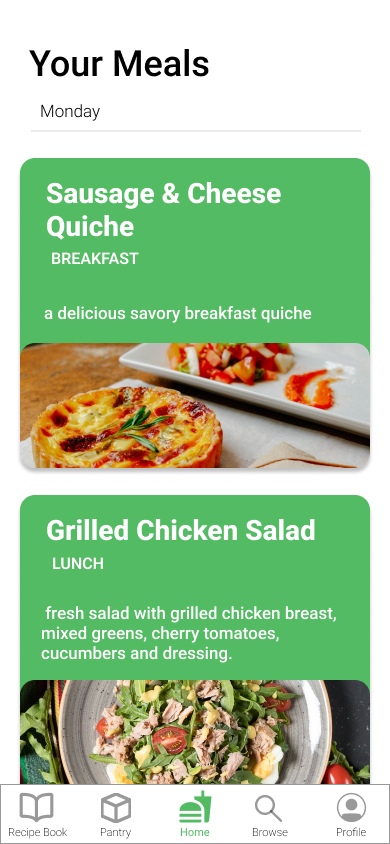 Your Meals
Monday
Sausage & Cheese
Quiche
BREAKFAST
a delicious savory breakfast quiche
Grilled Chicken Salad
LUNCH
fresh salad with grilled chicken breast,
mixed greens, cherry tomatoes,
cucumbers and dressing.
Recipe Book
Pantry
Home
Browse
Profile